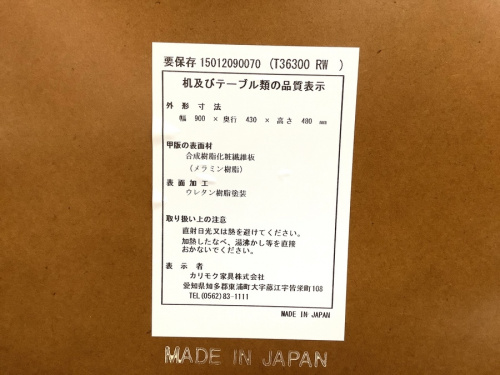 要保存 15012090070 (T36300 RW )
机及びテーブル類の品質表示
外形寸法
幅 900 × 奥行 430 × 高さ 480 mm
甲板の表面材
合成樹脂化粧繊維板
(メラミン樹脂)
表面加工
ウレタン樹脂塗装
取り扱い上の注意
直射日光又は熱を避けてください。
加熱したなべ、湯沸かし等を直接
おかないでください。
表示者
カリモク家具株式会社
愛知県知多郡東浦町大字藤江字皆栄町108
TEL(0562)83-1111
MADE IN JAPAN
MADE IN JAPAN